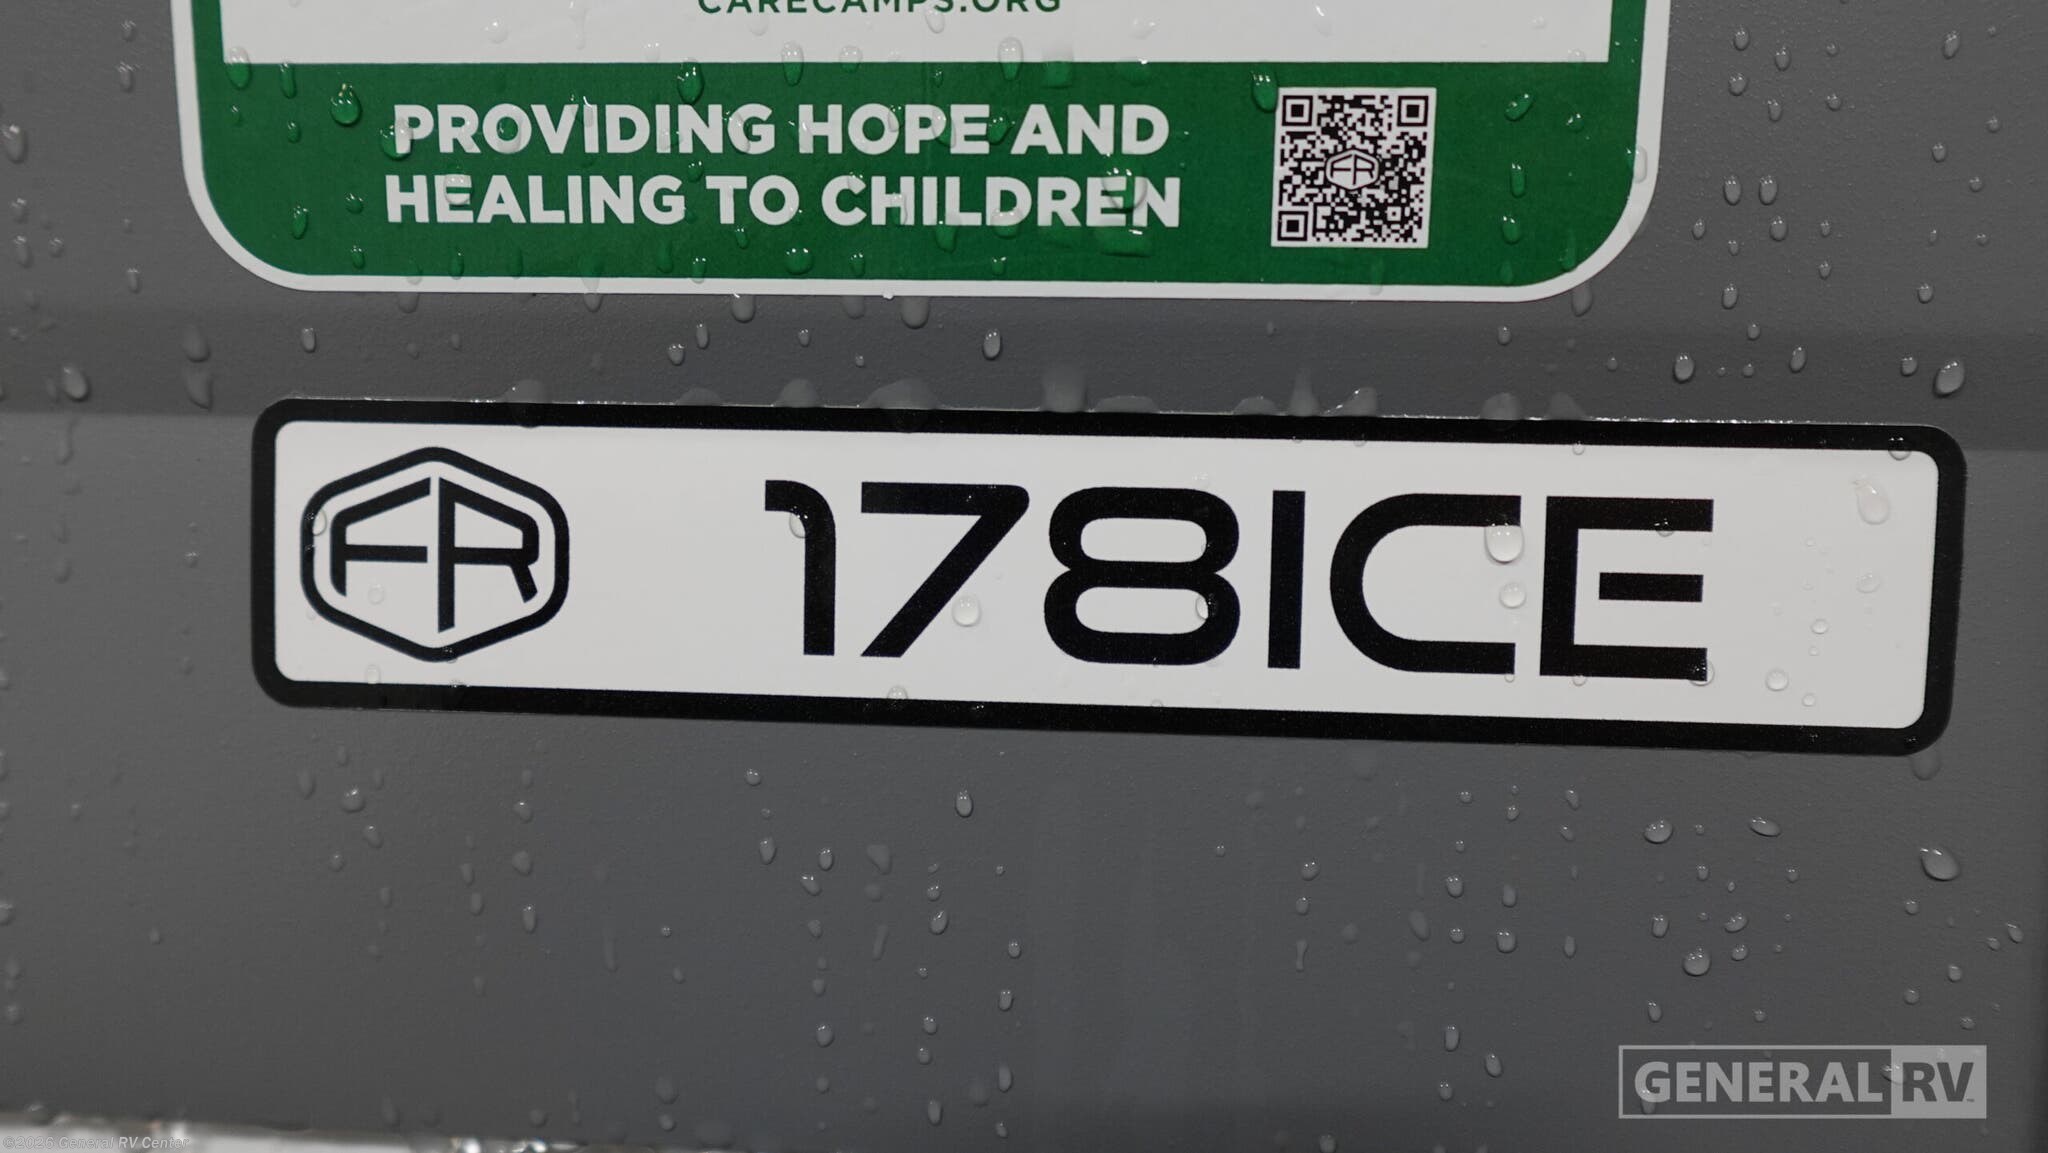 CARECAMPS.ORG
PROVIDING HOPE AND
HEALING TO CHILDREN
FR
FR
178ICE
GENERAL RV
©2025 General RV Center